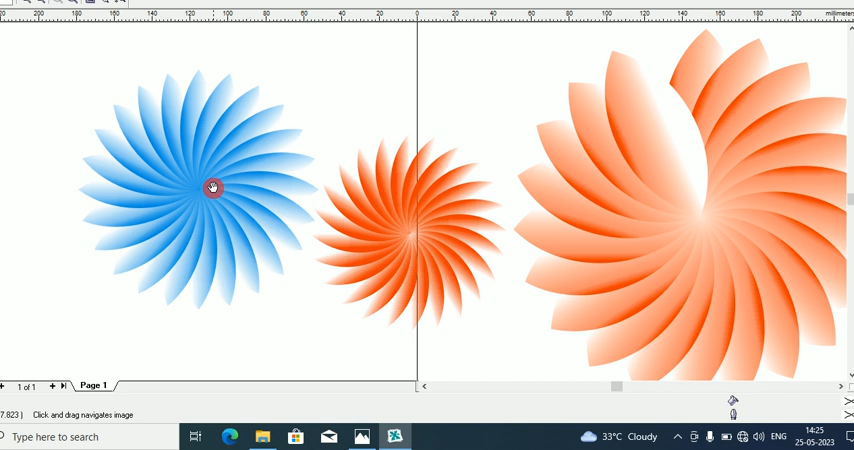 20 200 180 160 140 120 100 80 60 40 20 0 20 40 60 80 100 120 140 160 180 200 millimeters
1 of 1 Page 1
7.823 ) Click and drag navigates image
Type here to search 33°C Cloudy ENG 14:25
25-05-2023